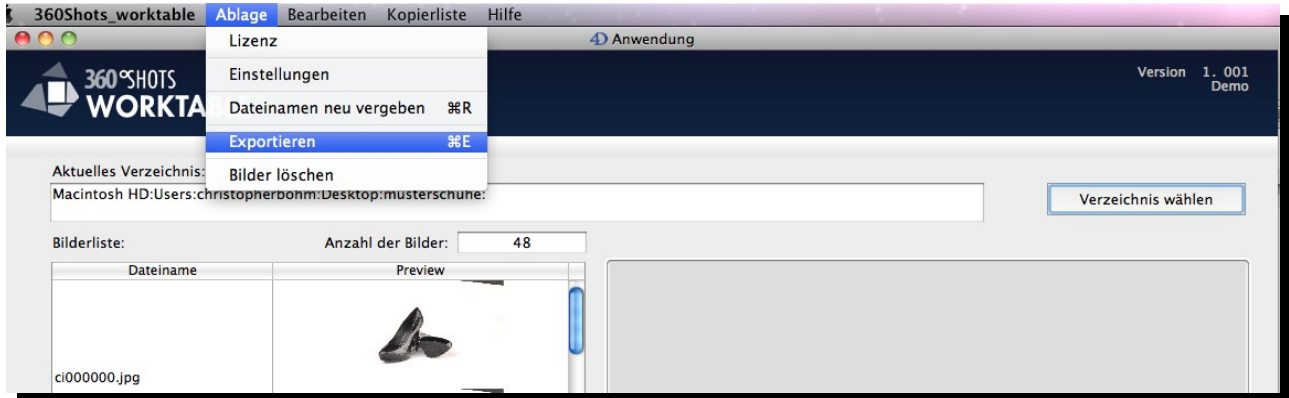 360Shots_worktable Ablage Bearbeiten Kopierliste Hilfe
Anwendung
Lizenz
Einstellungen
Dateinamen neu vergeben ⌘R
Exportieren ⌘E
Bilder löschen
360°SHOTS
WORKTA
Version 1. 001
Demo
Aktuelles Verzeichnis:
Macintosh HD:Users:christopherbohm:Desktop:musterschuhe:
Verzeichnis wählen
Bilderliste: Anzahl der Bilder: 48
Dateiname Preview
ci000000.jpg